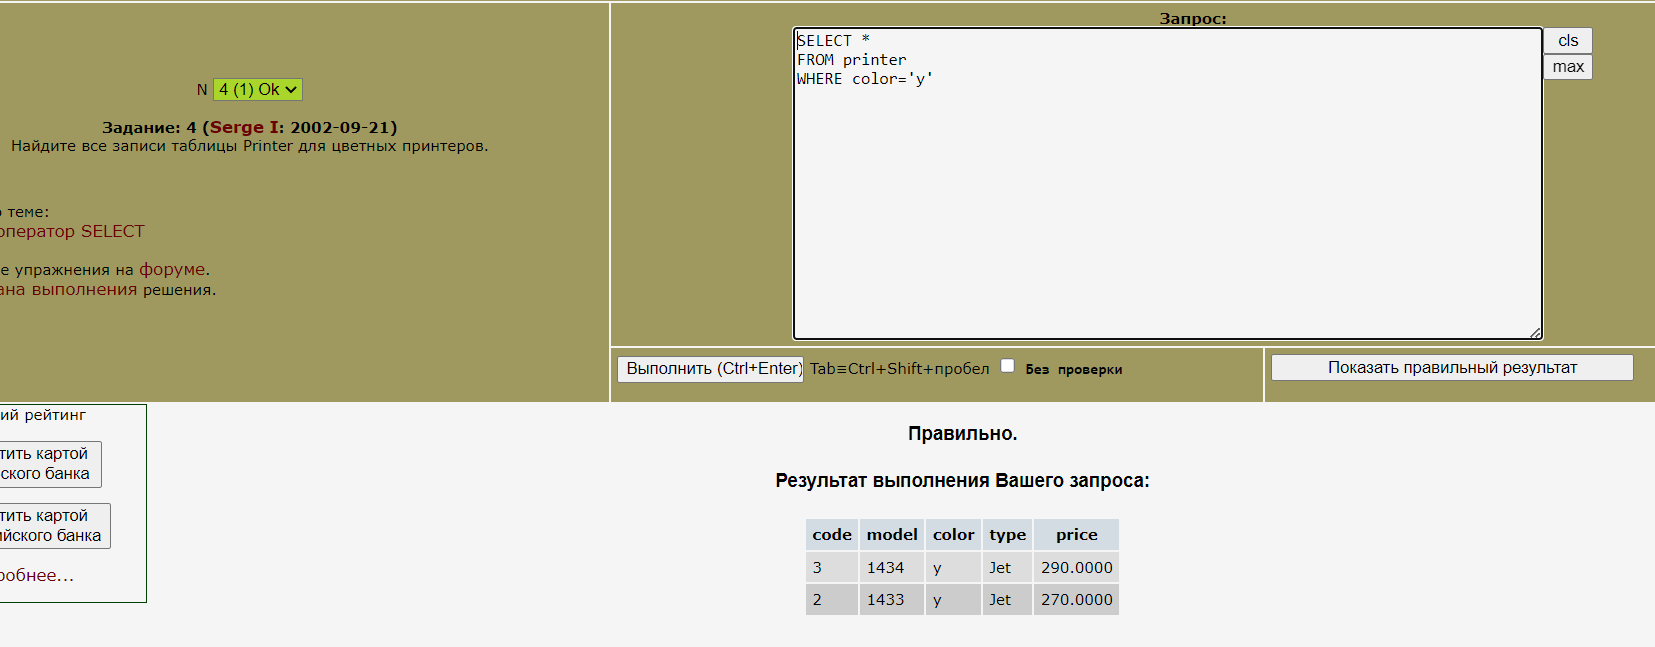 N 4 (1) Ok
Задание: 4 (Serge I: 2002-09-21)
Найдите все записи таблицы Printer для цветных принтеров.
теме:
оператор SELECT
упражнения на форуме.
выполнения решения.
Запрос:
SELECT *
FROM printer
WHERE color='y'
cls
max
Выполнить (Ctrl+Enter) Tab≡Ctrl+Shift+пробел Без проверки
Показать правильный результат
ий рейтинг
тить картой
ского банка
тить картой
ийского банка
робнее...
Правильно.
Результат выполнения Вашего запроса:
code model color type price
3 1434 y Jet 290.0000
2 1433 y Jet 270.0000